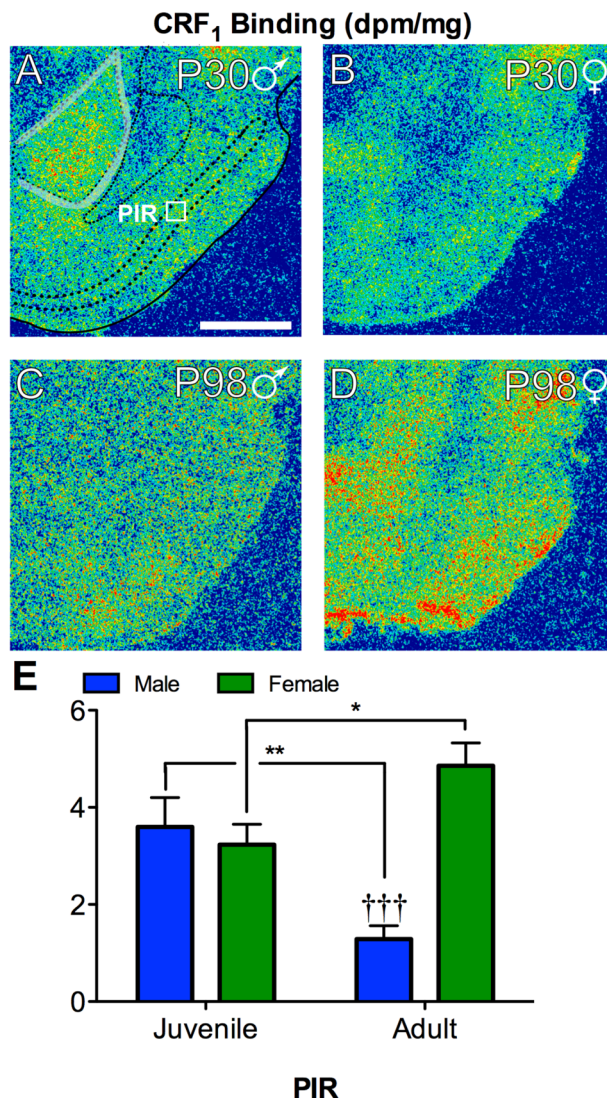 CRF₁ Binding (dpm/mg)
A P30♂
B P30♀
PIR
C P98♂
D P98♀
E Male Female
6
*
**
4
2
†††
0
Juvenile Adult
PIR